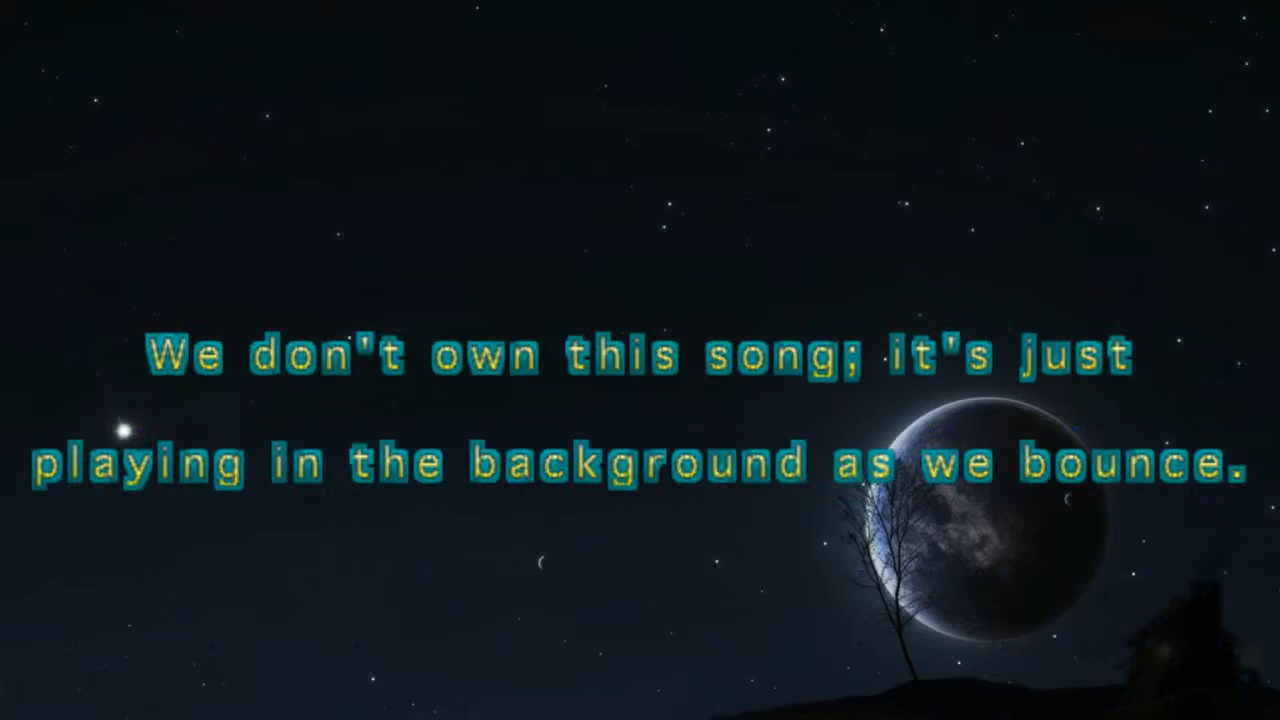 We don't own this song; it's just
playing in the background as we bounce.